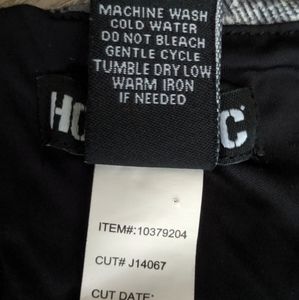 MACHINE WASH
COLD WATER
DO NOT BLEACH
GENTLE CYCLE
TUMBLE DRY LOW
WARM IRON
IF NEEDED
HO C
ITEM#:10379204
CUT# J14067
CUT DATE: